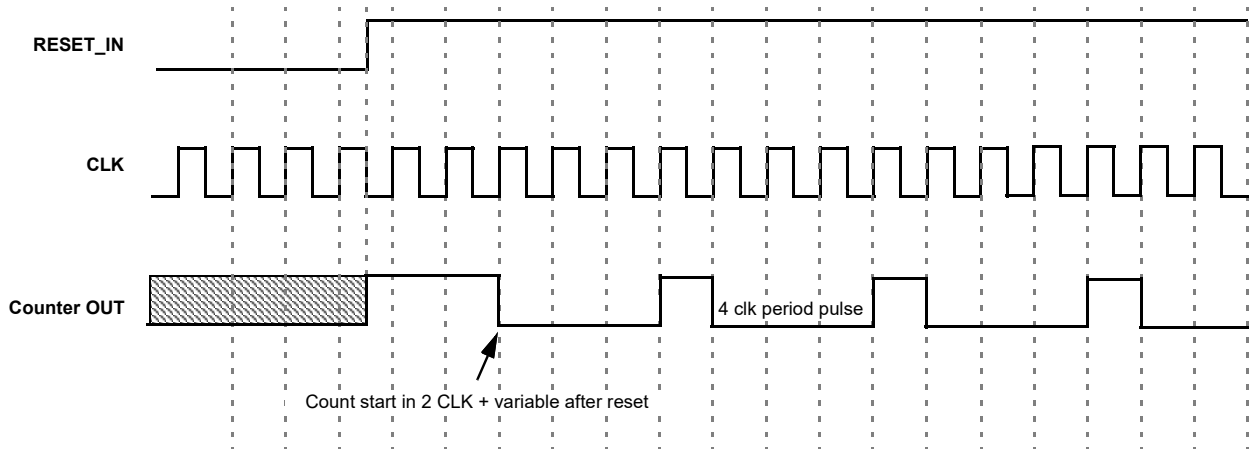 RESET_IN
CLK
Counter OUT
4 clk period pulse
Count start in 2 CLK + variable after reset